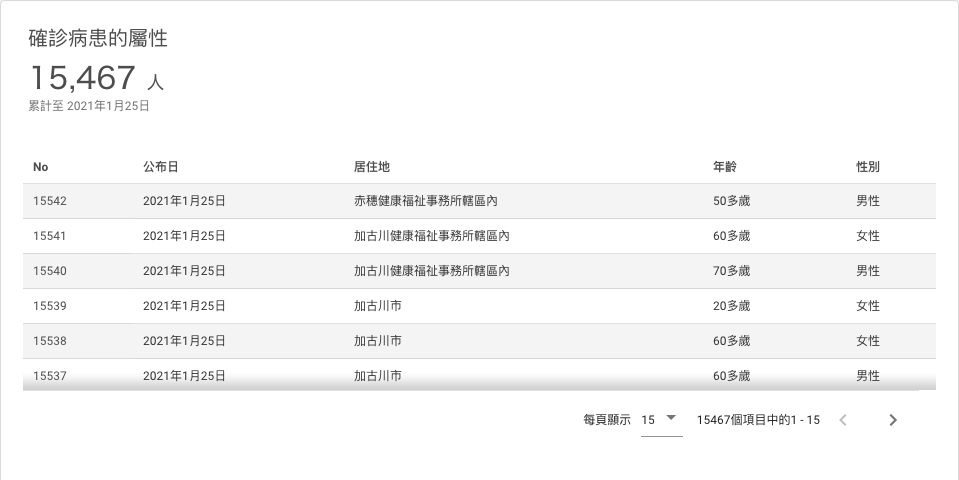 確診病患的屬性
15,467 人
累計至 2021年1月25日
No 公布日 居住地 年齡 性別
15542 2021年1月25日 赤穗健康福祉事務所轄區內 50多歲 男性
15541 2021年1月25日 加古川健康福祉事務所轄區內 60多歲 女性
15540 2021年1月25日 加古川健康福祉事務所轄區內 70多歲 男性
15539 2021年1月25日 加古川市 20多歲 女性
15538 2021年1月25日 加古川市 60多歲 女性
15537 2021年1月25日 加古川市 60多歲 男性
每頁顯示 15 15467個項目中的1 - 15